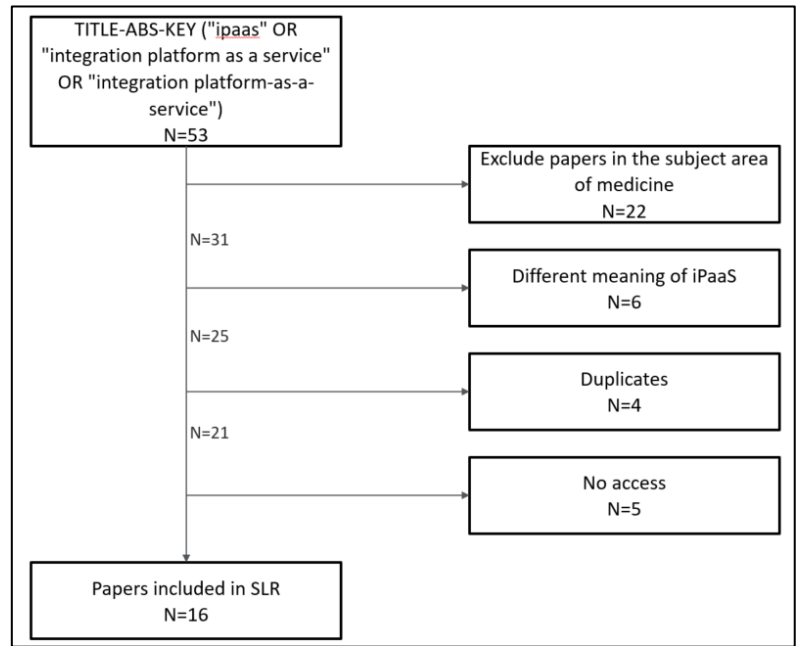 TITLE-ABS-KEY ("ipaas" OR
"integration platform as a service"
OR "integration platform-as-a-
service")
N=53
Exclude papers in the subject area
of medicine
N=22
N=31
Different meaning of iPaaS
N=6
N=25
Duplicates
N=4
N=21
No access
N=5
Papers included in SLR
N=16